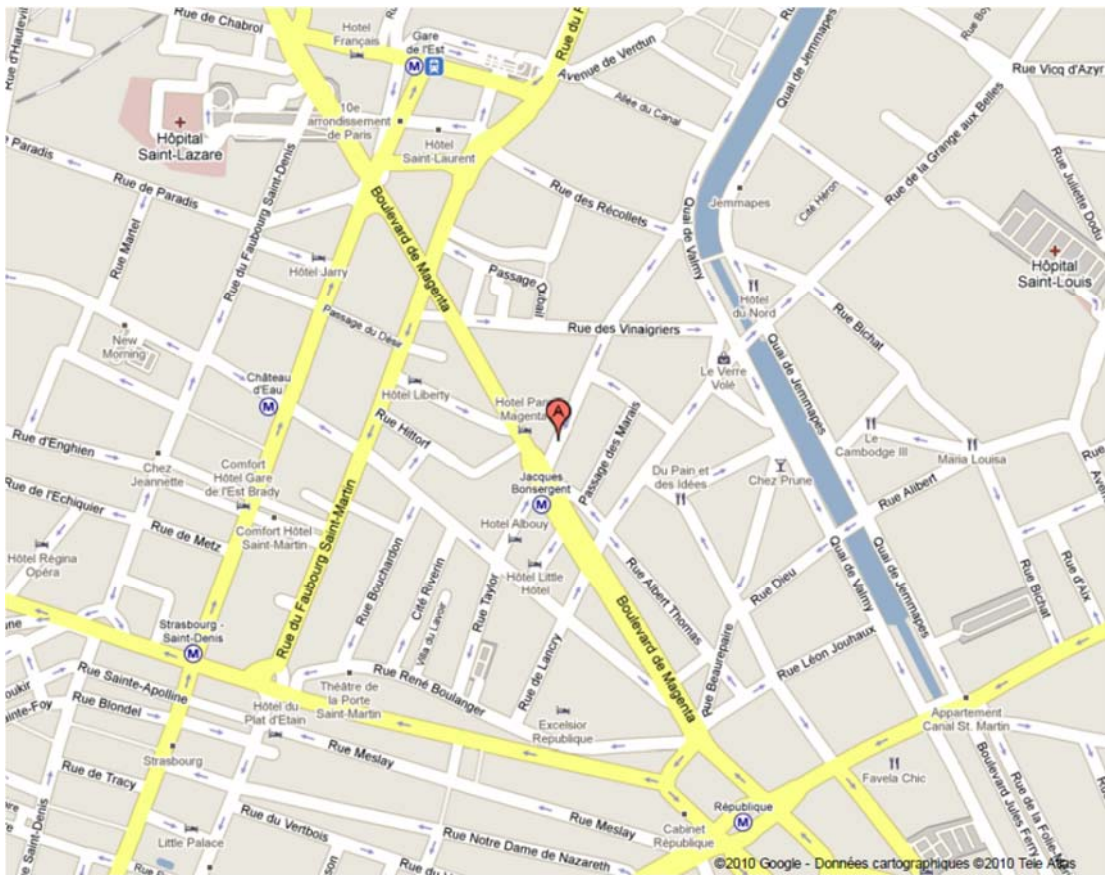 Rue d'Hauteville
Rue de Chabrol
Hotel
Français
Gare
de l'Est
M
Avenue de Verdun
Quai de Jemmapes
Rue Vicq d'Azyr
Allée du Canal
Rue de la Grange aux Belles
10e
arrondissement
de Paris
Hôpital
Saint-Lazare
Hôtel
Saint-Laurent
Rue de Paradis
Rue du Faubourg Saint-Denis
Boulevard de Magenta
Rue des Récollets
Quai de Valmy
Jemmapes
Cité Héron
Rue Juliette Dodu
Rue Martel
Hôtel Jarry
Passage Dubail
Hôpital
Saint-Louis
Hôtel
du Nord
Passage du Désir
Rue des Vinaigriers
Rue Bichat
New
Morning
Le Verre
Volé
Quai de Jemmapes
Château
d'Eau
M
Hôtel Liberty
Magenta
A
Passage des Marais
Rue Hittorf
Rue d'Enghien
Chez
Jeannette
Comfort
Hôtel Gare
de l'Est Brady
Jacques
Bonsergent
M
Du Pain et
des Idées
Chez Prune
Le
Cambodge III
Maria Louisa
Rue Alibert
Rue de l'Echiquier
Rue de Metz
Comfort Hôtel
Saint-Martin
Rue du Faubourg Saint-Martin
Hotel Albouy
Hôtel Régina
Opéra
Rue Bouchardon
Cité Riverin
Villa du Lavoir
Rue Taylor
Hôtel Little
Hôtel
Rue Albert Thomas
Rue Dieu
Quai de Valmy
Quai de Jemmapes
Rue Bichat
Rue d'Aix
Strasbourg -
Saint-Denis
M
Rue de Lancry
Boulevard de Magenta
Rue Beaurepaire
Rue Léon Jouhaux
Rue Sainte-Apolline
Rue Blondel
Hôtel du
Plat d'Etain
Théâtre de
la Porte
Saint-Martin
Rue René Boulanger
Excelsior
Republique
Appartement
Canal St. Martin
Strasbourg
Rue Meslay
Favela Chic
Rue de Tracy
Rue du Vertbois
Little Palace
Rue Meslay
République
M
Cabinet
République
Boulevard Jules Ferry
Rue Notre Dame de Nazareth
©2010 Google - Données cartographiques ©2010 Tele Atlas